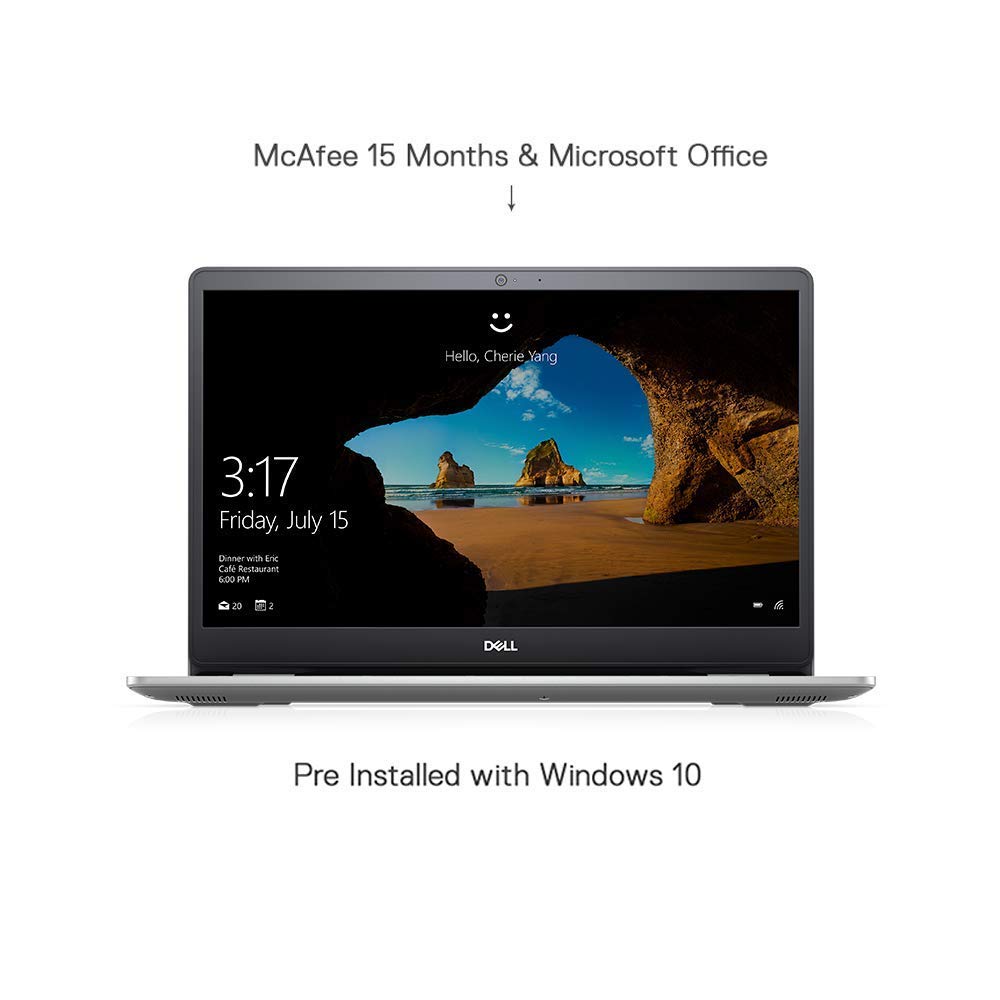 McAfee 15 Months & Microsoft Office
Hello, Cherie Yang
3:17
Friday, July 15
Dinner with Eric
Café Restaurant
6:00 PM
20 2
DELL
Pre Installed with Windows 10